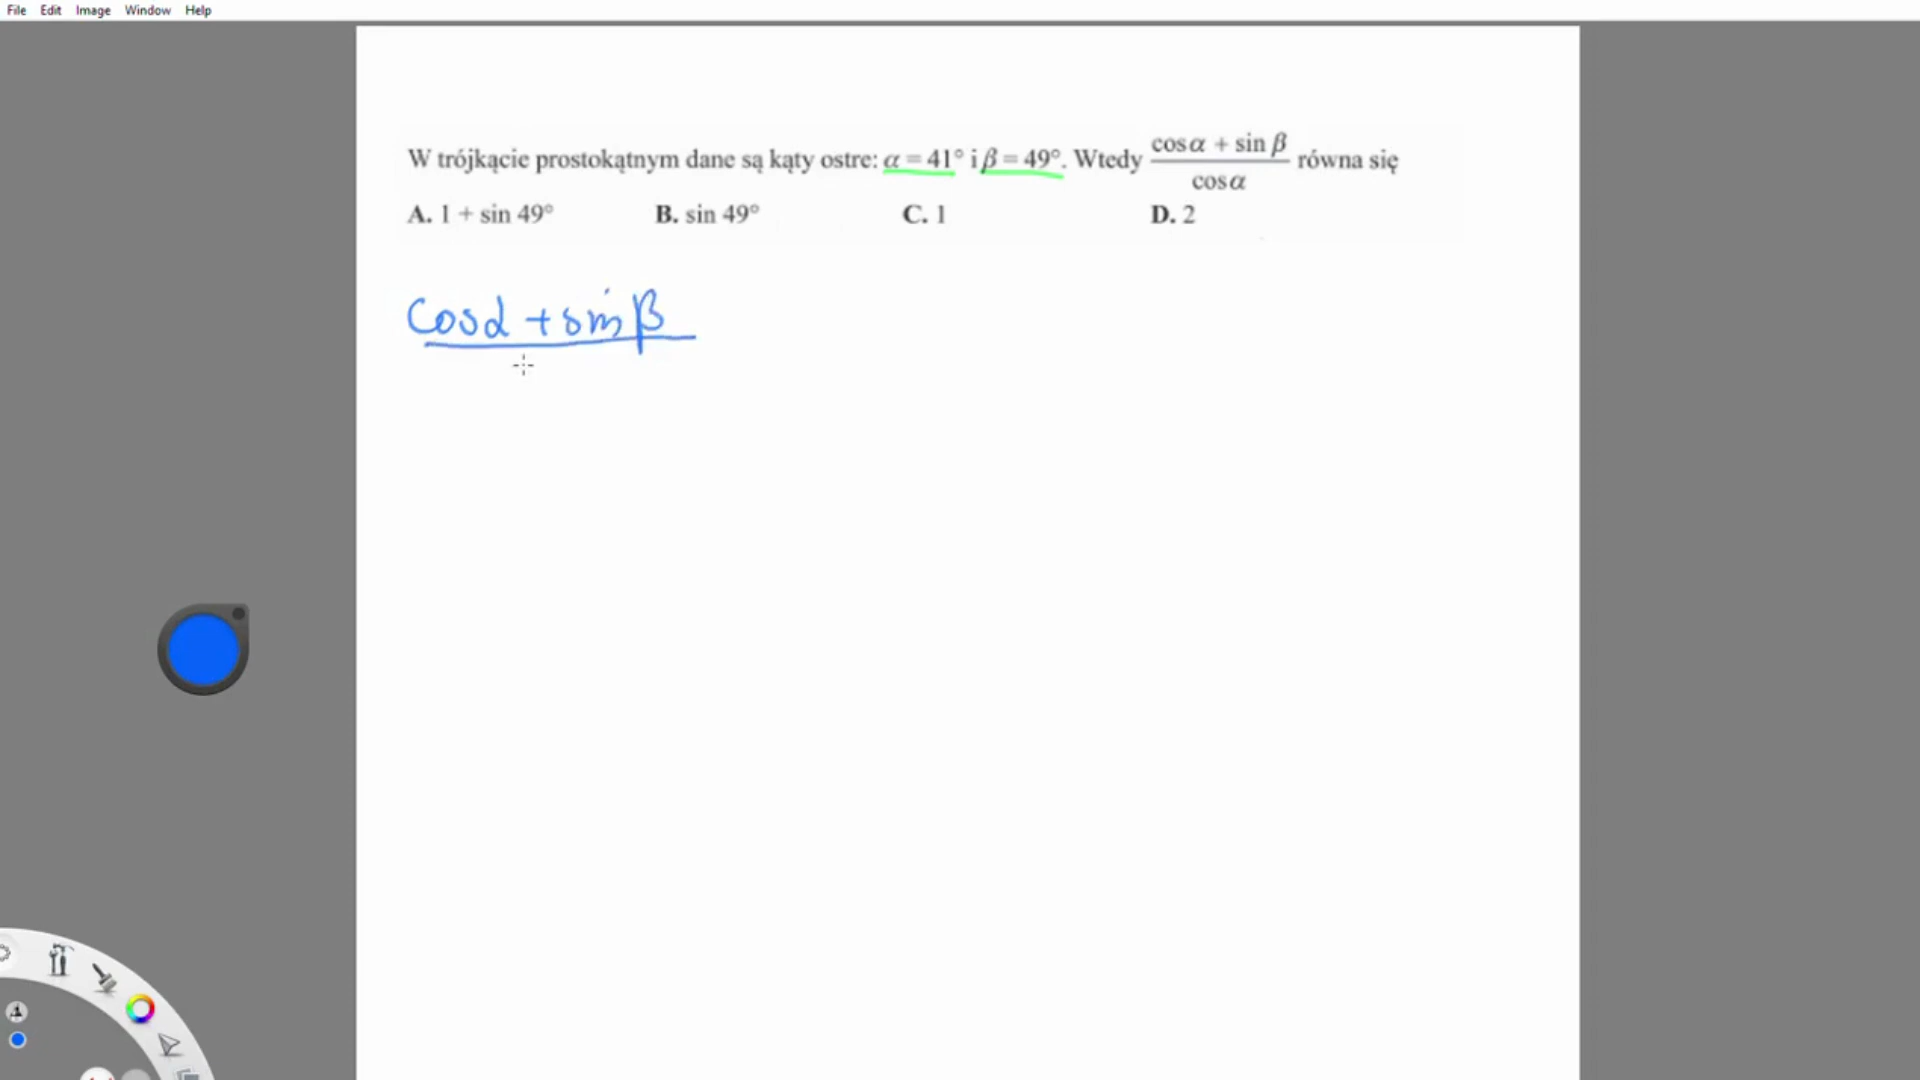 File Edit Image Window Help
W trójkącie prostokątnym dane są kąty ostre: α = 41° i β = 49°. Wtedy (cos α + sin β)/(cos α) równa się
A. 1 + sin 49° B. sin 49° C. 1 D. 2
cosα + sin β